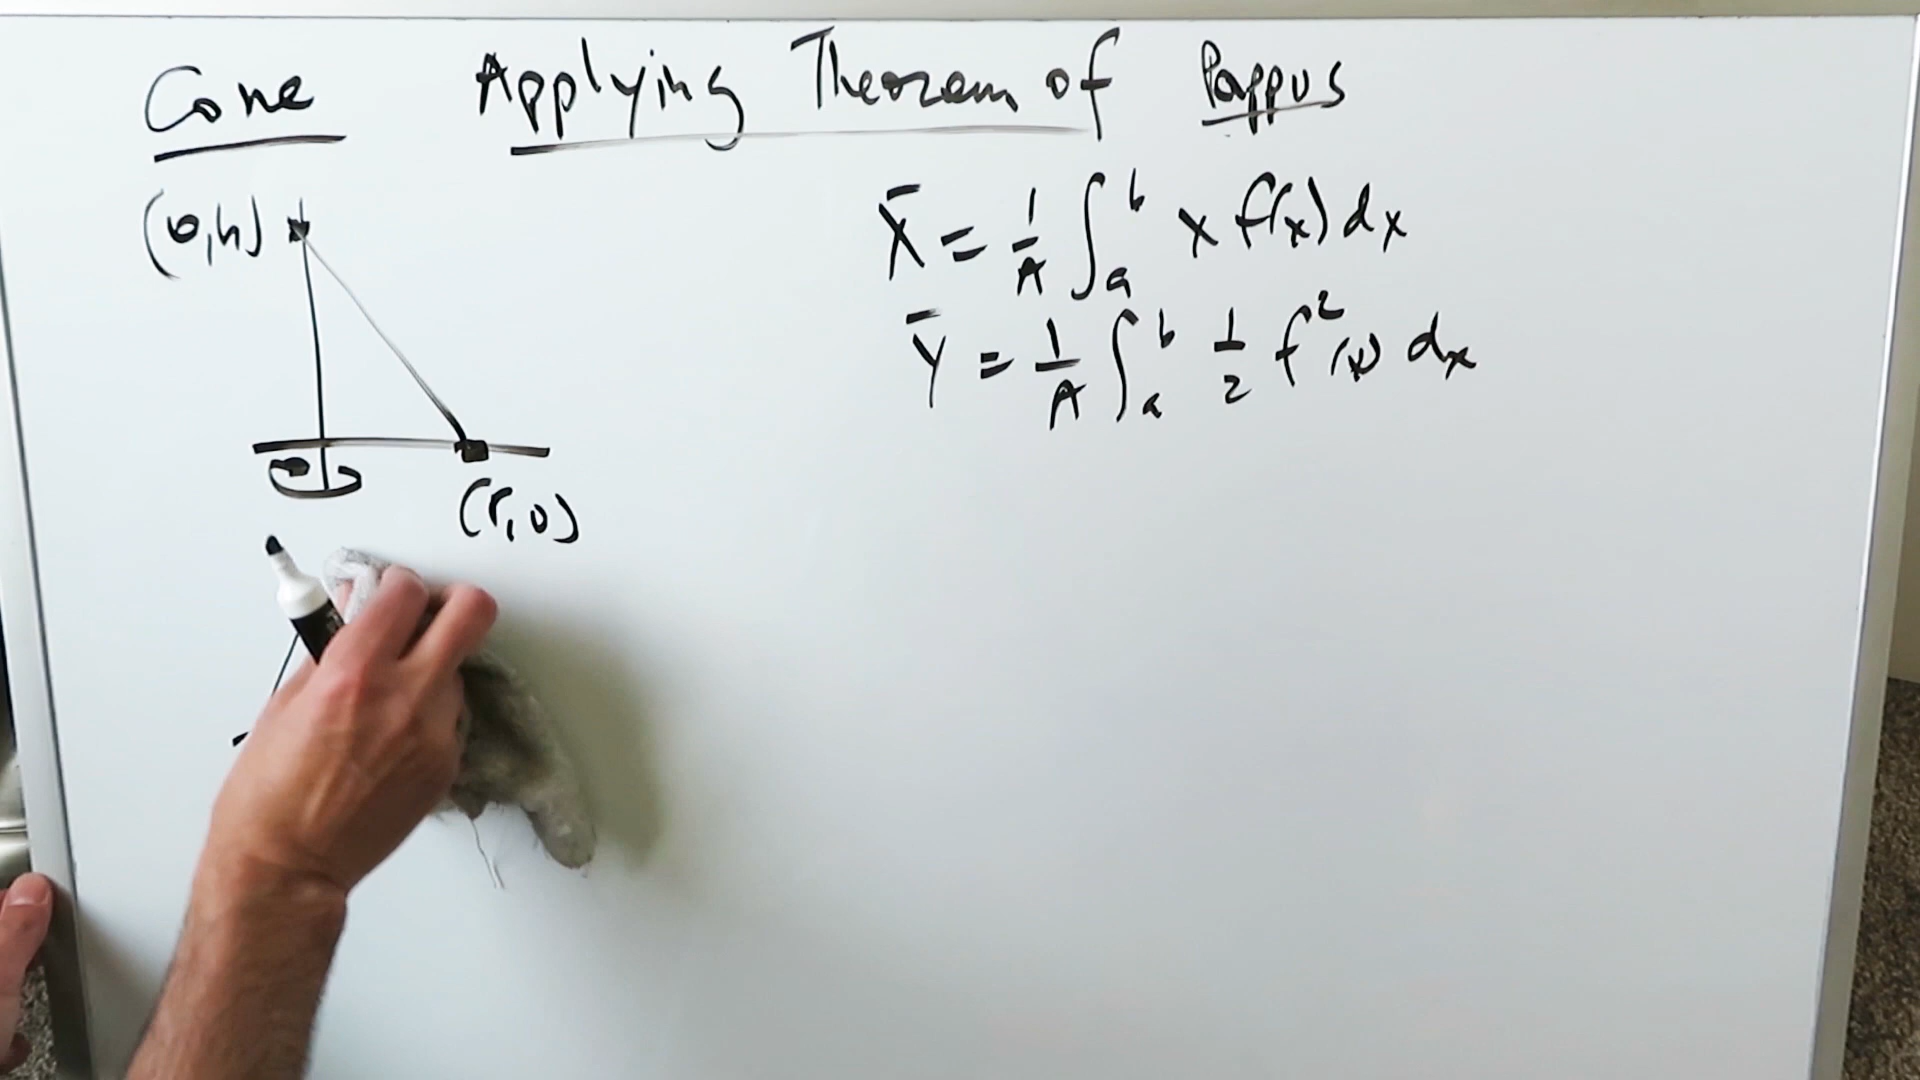 Cone Applying Theorem of Pappus
(0,h)
X̄ = 1/A ∫_a^b x f(x) dx
Ȳ = 1/A ∫_a^b 1/2 f²(x) dx
(r,0)